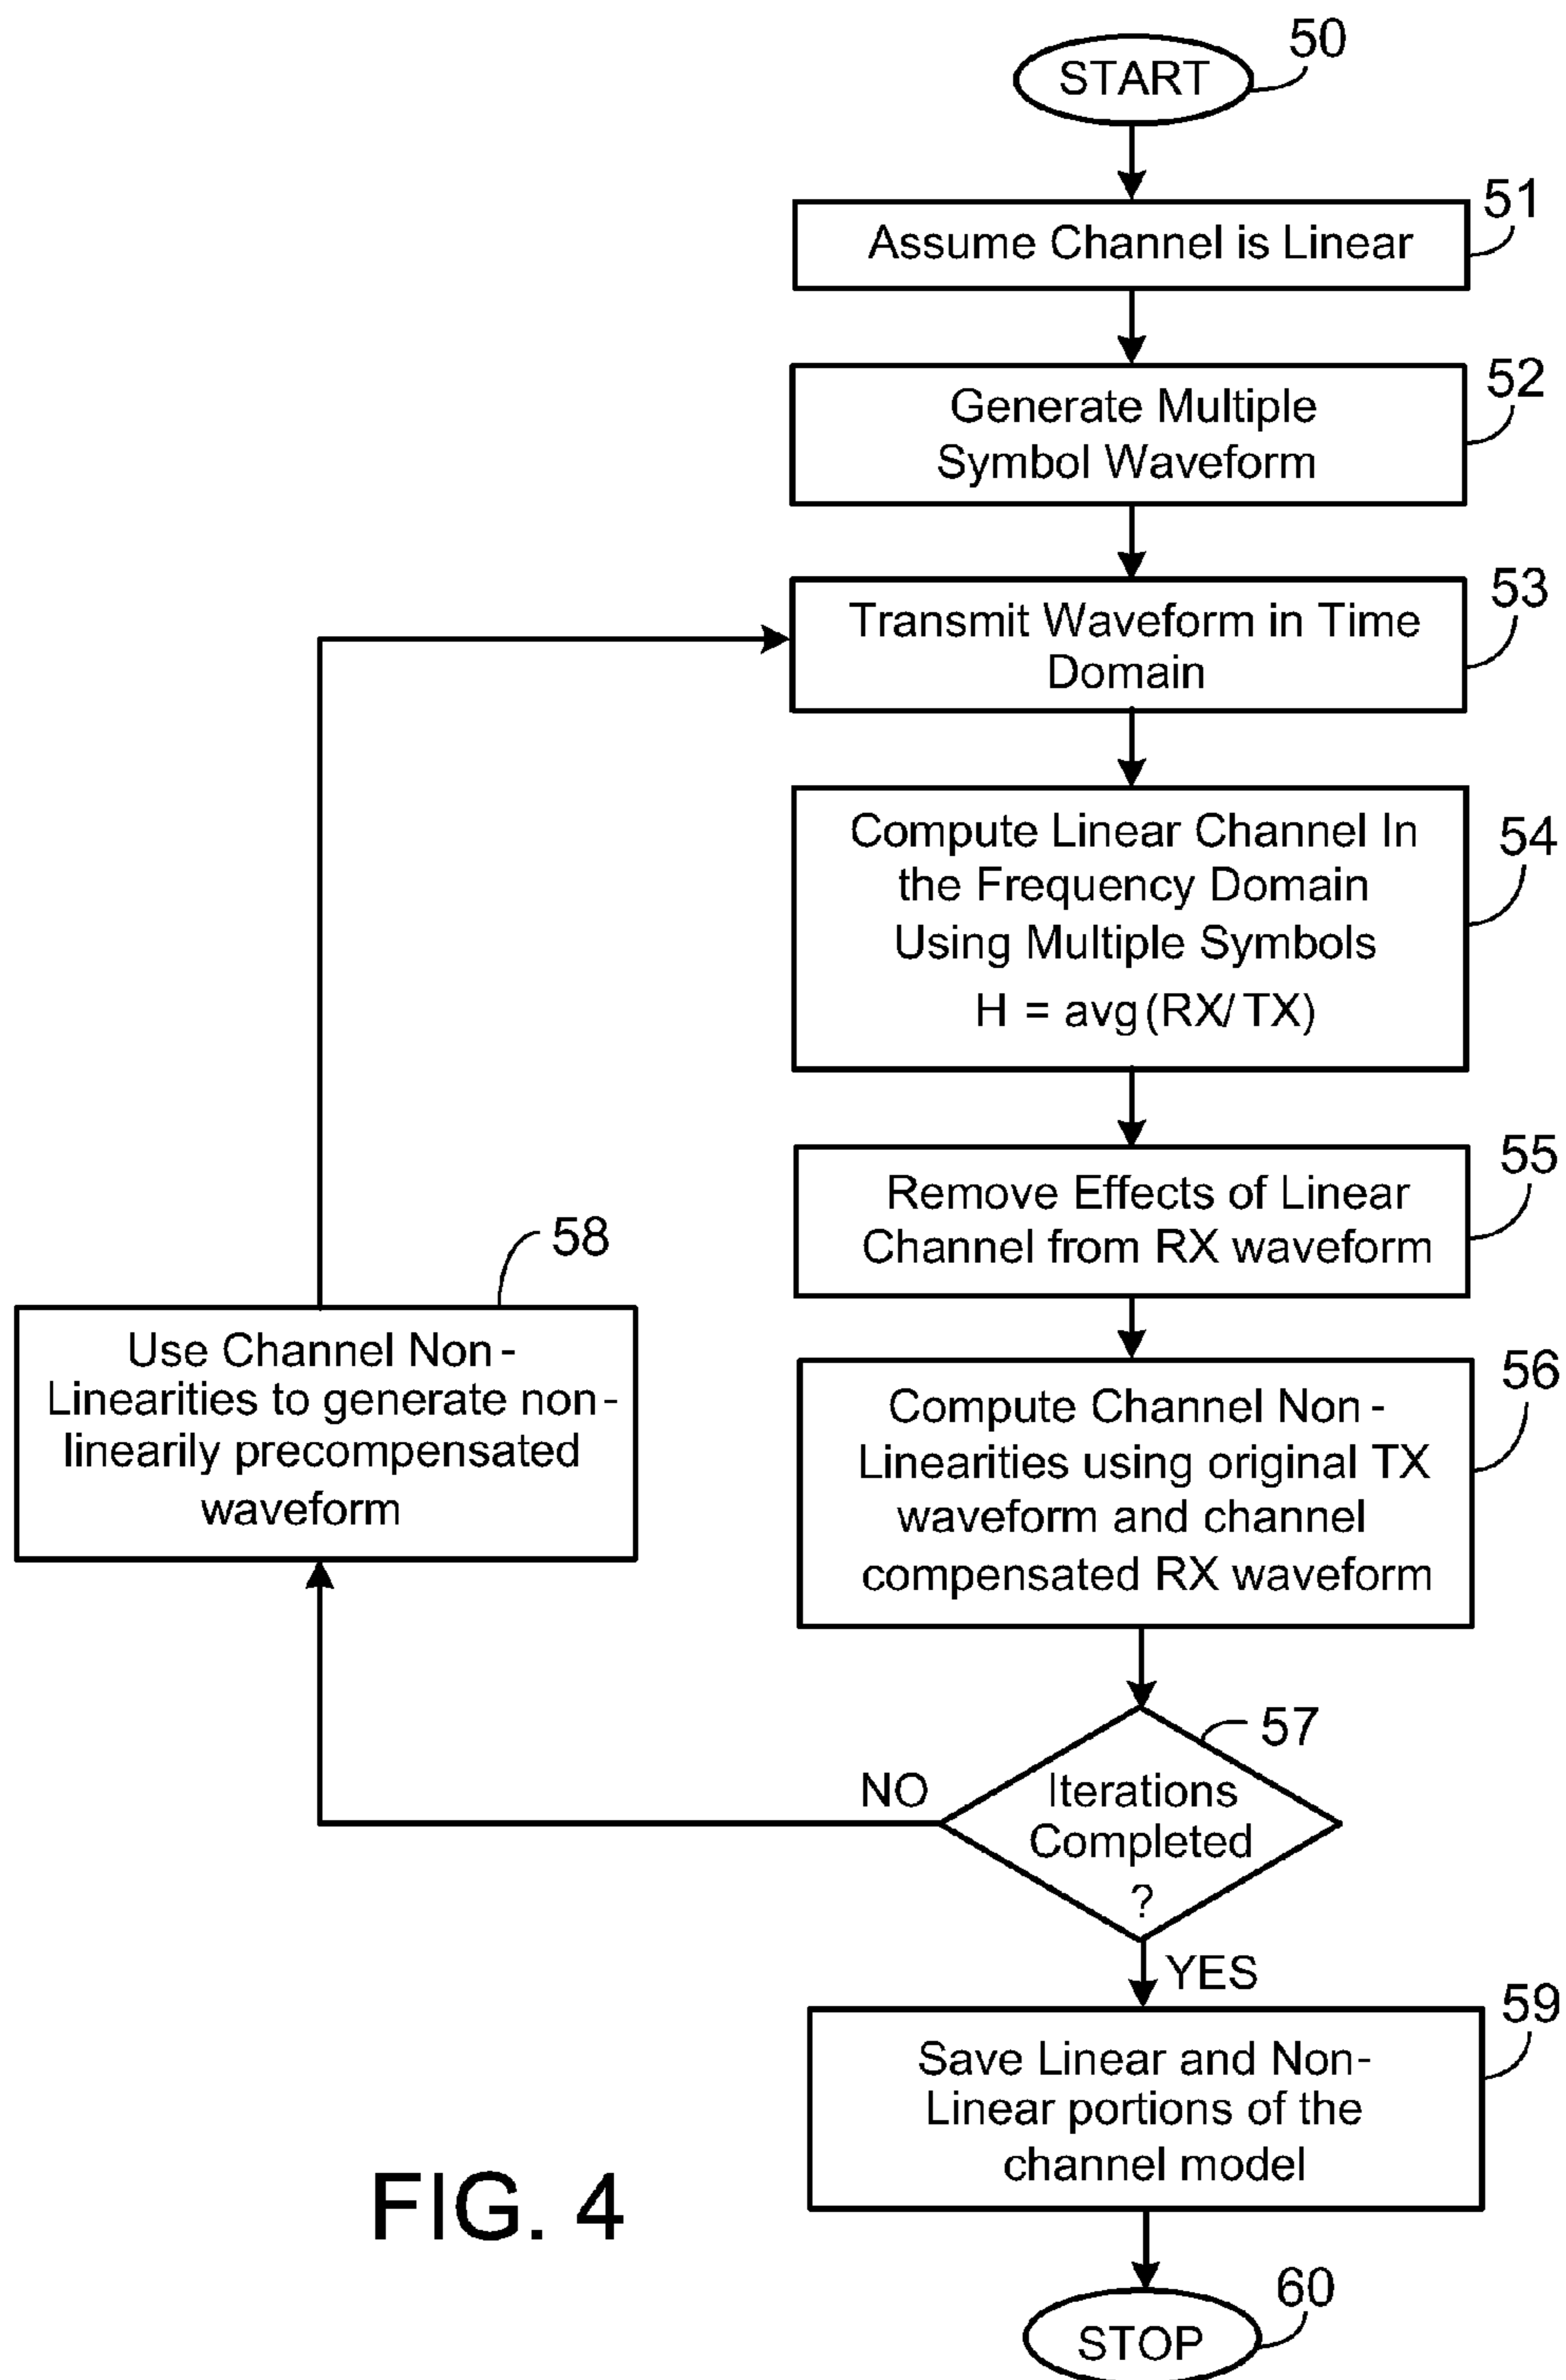 START
50
Assume Channel is Linear
51
Generate Multiple
Symbol Waveform
52
Transmit Waveform in Time
Domain
53
Compute Linear Channel In
the Frequency Domain
Using Multiple Symbols
H = avg (RX/TX)
54
Remove Effects of Linear
Channel from RX waveform
55
Compute Channel Non-
Linearities using original TX
waveform and channel
compensated RX waveform
56
Iterations
Completed
?
57
NO
YES
Use Channel Non-
Linearities to generate non-
linearily precompensated
waveform
58
Save Linear and Non-
Linear portions of the
channel model
59
STOP
60
FIG. 4